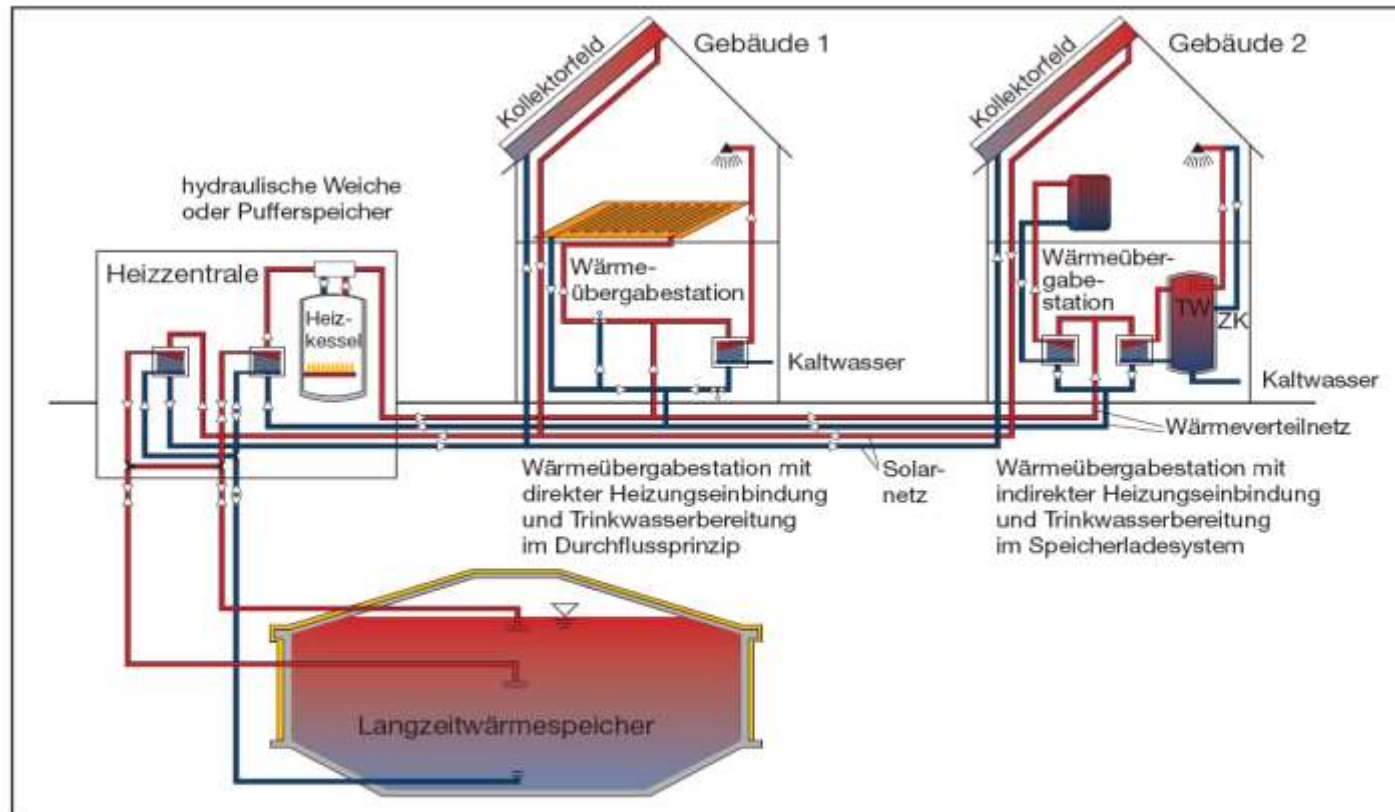 Kollektorfeld
Gebäude 1
Kollektorfeld
Gebäude 2
hydraulische Weiche
oder Pufferspeicher
Heizzentrale
Heiz-
kessel
Wärme-
übergabestation
Kaltwasser
Wärmeüber-
gabe-
station
TW
ZK
Kaltwasser
Wärmeverteilnetz
Solar-
netz
Wärmeübergabestation mit
direkter Heizungseinbindung
und Trinkwasserbereitung
im Durchflussprinzip
Wärmeübergabestation mit
indirekter Heizungseinbindung
und Trinkwasserbereitung
im Speicherladesystem
Langzeitwärmespeicher